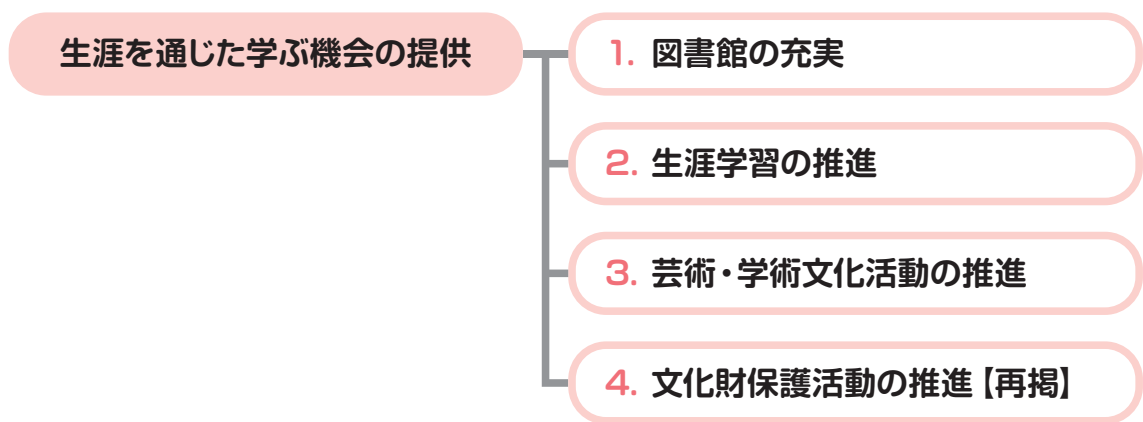 生涯を通じた学ぶ機会の提供
1. 図書館の充実
2. 生涯学習の推進
3. 芸術・学術文化活動の推進
4. 文化財保護活動の推進【再掲】